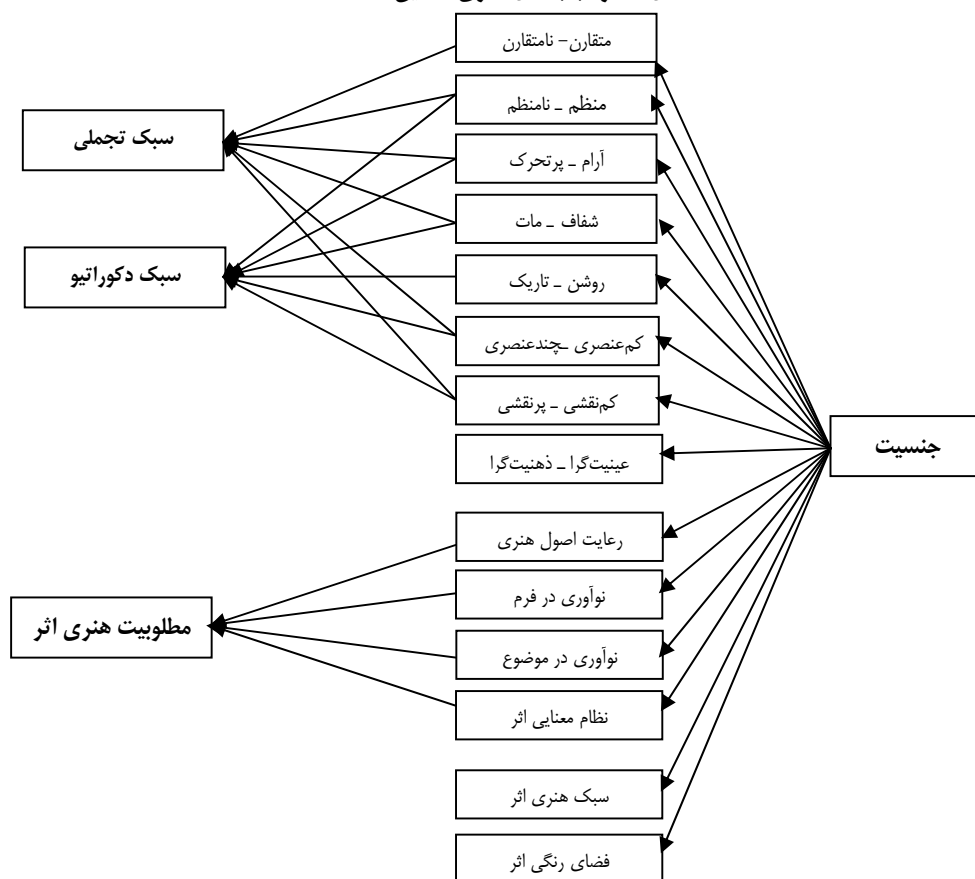 متقارن- نامتقارن
منظم ـ نامنظم
آرام ـ پرتحرک
شفاف ـ مات
روشن ـ تاریک
کم‌عنصری ـچندعنصری
کم‌نقشی ـ پرنقشی
عینیت‌گرا ـ ذهنیت‌گرا
رعایت اصول هنری
نوآوری در فرم
نوآوری در موضوع
نظام معنایی اثر
سبک هنری اثر
فضای رنگی اثر
جنسیت
سبک تجملی
سبک دکوراتیو
مطلوبیت هنری اثر